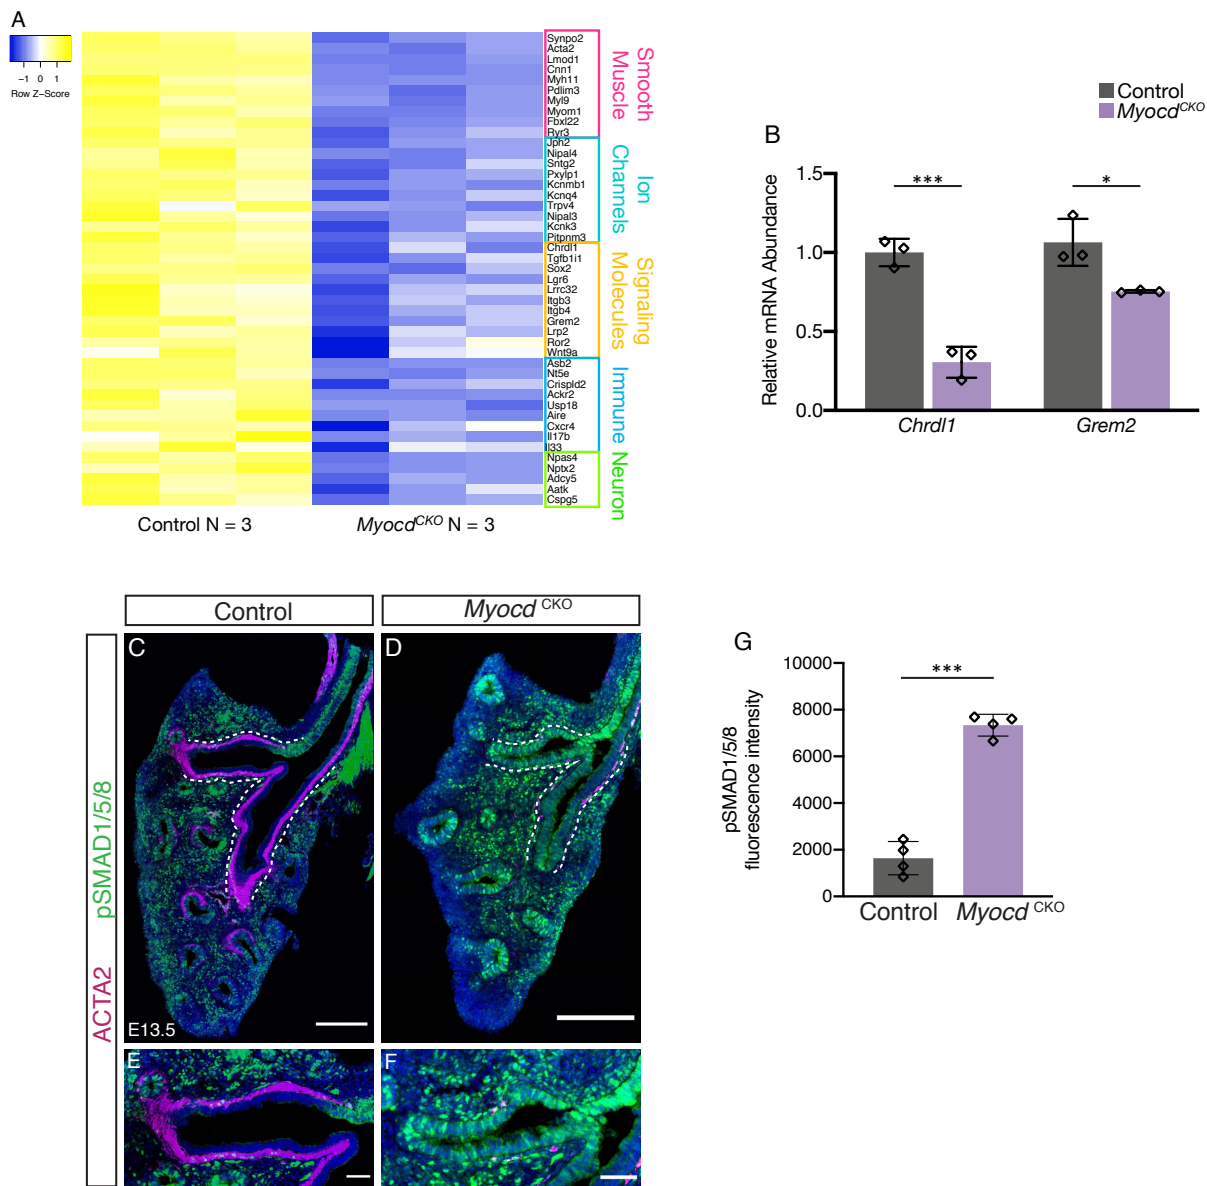 A
−1 0 1
Row Z−Score
Synpo2
Acta2
Lmod1
Cnn1
Myh11
Pdlim3
Myl9
Myom1
Fbxl22
Ryr3
Jph2
Nipal4
Sntg2
Pxylp1
Kcnmb1
Kcnq4
Trpv4
Nipal3
Kcnk3
Pitpnm3
Chrdl1
Tgfb1i1
Sox2
Lgr6
Lrrc32
Itgb3
Itgb4
Grem2
Lrp2
Ror2
Wnt9a
Asb2
Nt5e
Crispld2
Ackr2
Usp18
Aire
Cxcr4
Il17b
Il33
Npas4
Nptx2
Adcy5
Aatk
Cspg5
Smooth
Muscle
Ion
Channels
Signaling
Molecules
Immune
Neuron
Control N = 3
MyocdCKO N = 3
B
Control
MyocdCKO
Relative mRNA Abundance
1.5
1.0
0.5
0.0
***
*
Chrdl1
Grem2
Control
Myocd CKO
ACTA2 pSMAD1/5/8
C
D
E13.5
E
F
G
pSMAD1/5/8
fluorescence intensity
10000
8000
6000
4000
2000
0
***
Control
Myocd CKO